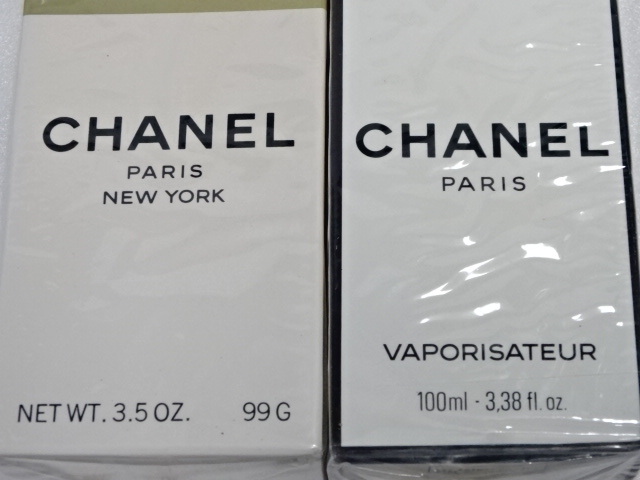 CHANEL
PARIS
NEW YORK
NET WT. 3.5 OZ. 99 G
CHANEL
PARIS
VAPORISATEUR
100ml - 3,38 fl. oz.